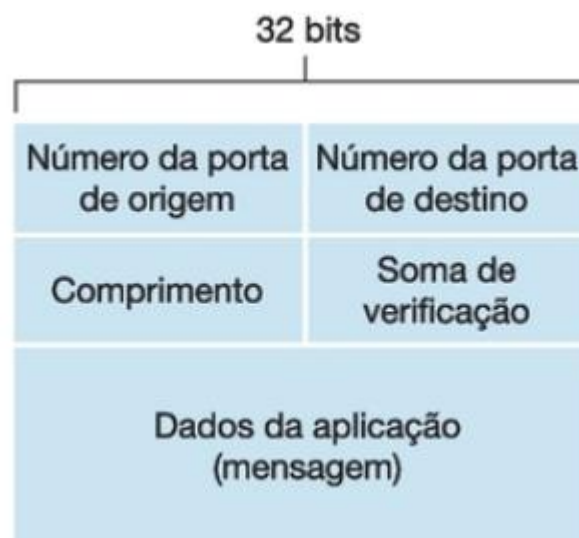 32 bits
Número da porta
de origem
Número da porta
de destino
Comprimento
Soma de
verificação
Dados da aplicação
(mensagem)